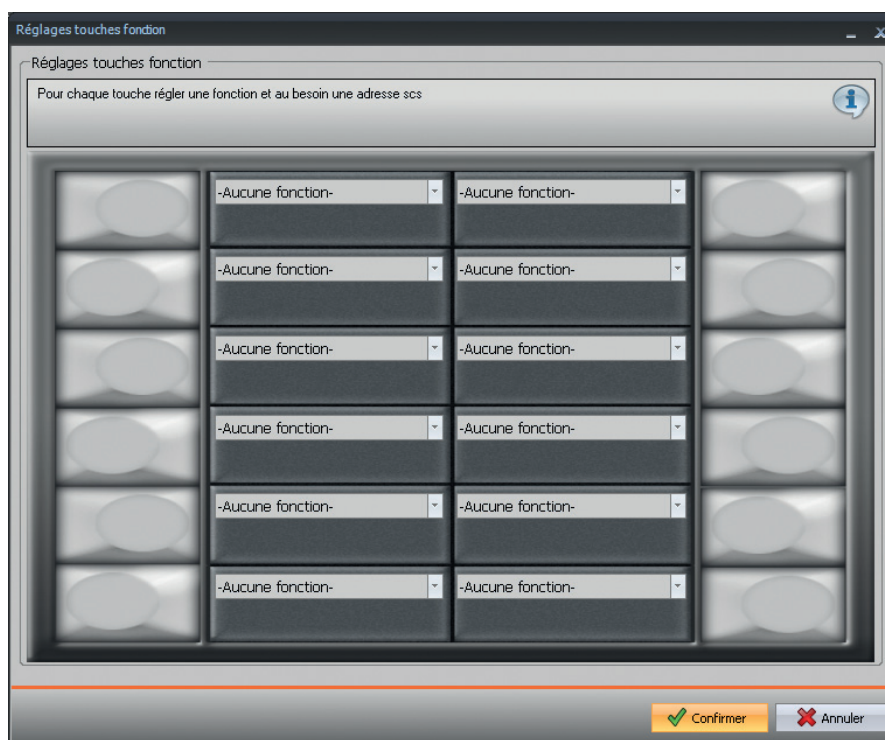 Réglages touches fonction
Réglages touches fonction
Pour chaque touche régler une fonction et au besoin une adresse scs
-Aucune fonction- -Aucune fonction-
-Aucune fonction- -Aucune fonction-
-Aucune fonction- -Aucune fonction-
-Aucune fonction- -Aucune fonction-
-Aucune fonction- -Aucune fonction-
-Aucune fonction- -Aucune fonction-
Confirmer Annuler